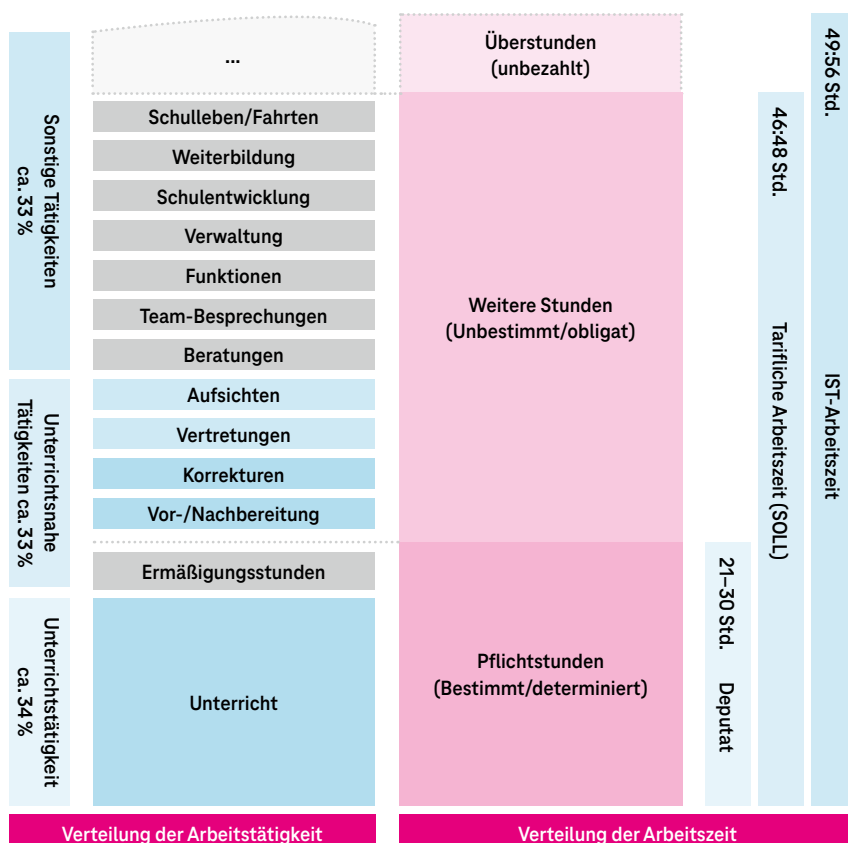 Sonstige Tätigkeiten
ca. 33 %
Unterrichtsnahe
Tätigkeiten ca. 33 %
Unterrichtstätigkeit
ca. 34 %
...
Schulleben/Fahrten
Weiterbildung
Schulentwicklung
Verwaltung
Funktionen
Team-Besprechungen
Beratungen
Aufsichten
Vertretungen
Korrekturen
Vor-/Nachbereitung
Ermäßigungsstunden
Unterricht
Überstunden
(unbezahlt)
Weitere Stunden
(Unbestimmt/obligat)
Pflichtstunden
(Bestimmt/determiniert)
21–30 Std. Deputat
46:48 Std. Tarifliche Arbeitszeit (SOLL)
49:56 Std. IST-Arbeitszeit
Verteilung der Arbeitstätigkeit
Verteilung der Arbeitszeit